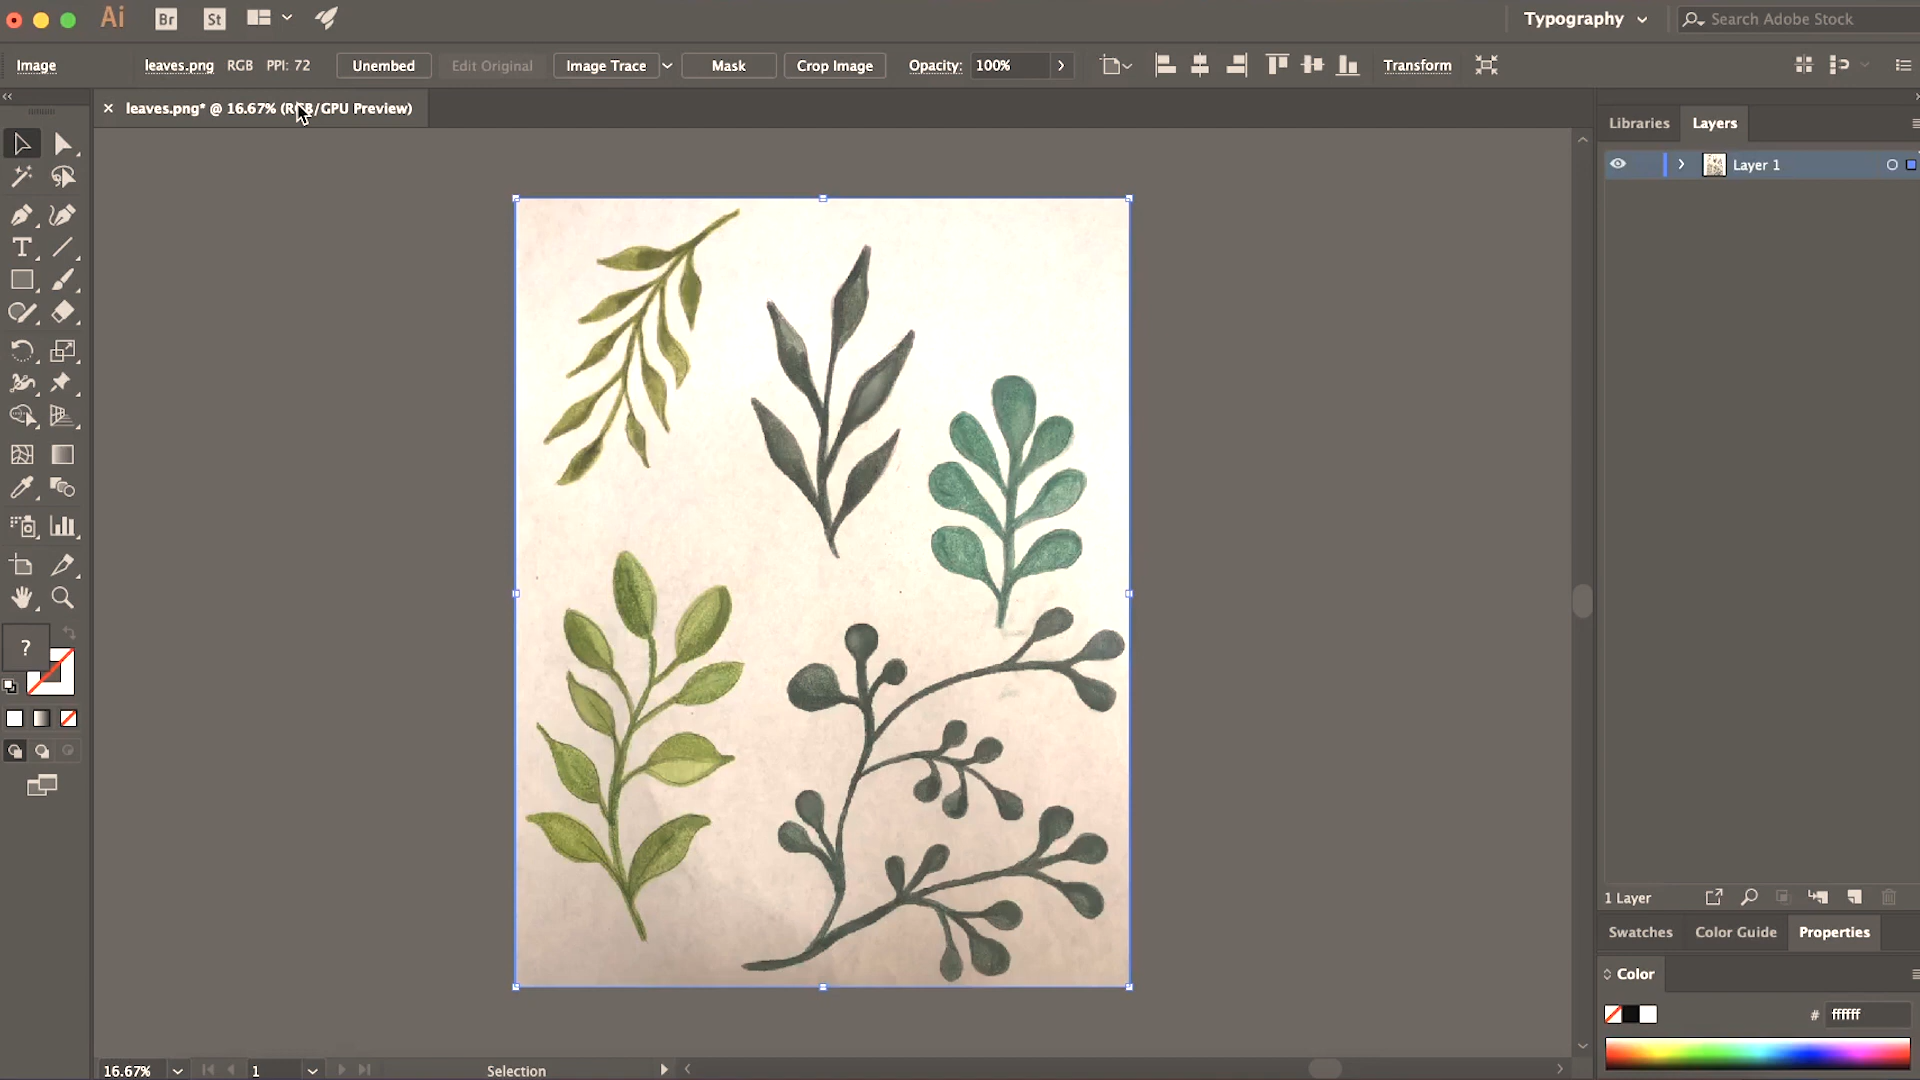 Ai Br St Typography Search Adobe Stock
Image leaves.png RGB PPI: 72 Unembed Edit Original Image Trace Mask Crop Image Opacity: 100% Transform
× leaves.png* @ 16.67% (RGB/GPU Preview)
Libraries Layers
Layer 1
T
?
1 Layer
Swatches Color Guide Properties
Color
# ffffff
16.67% 1 Selection